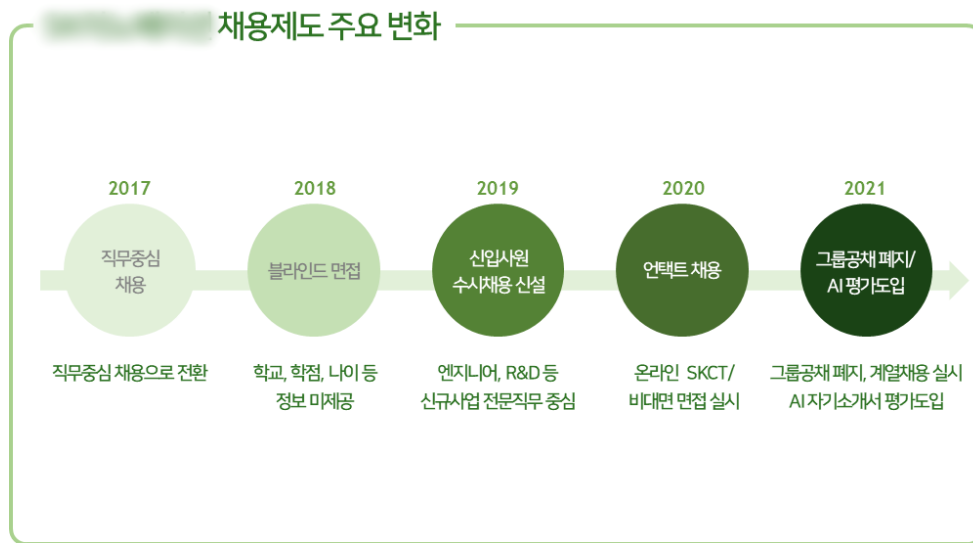 채용제도 주요 변화
2017
직무중심
채용
직무중심 채용으로 전환
2018
블라인드 면접
학교, 학점, 나이 등
정보 미제공
2019
신입사원
수시채용 신설
엔지니어, R&D 등
신규사업 전문직무 중심
2020
언택트 채용
온라인 SKCT/
비대면 면접 실시
2021
그룹공채 폐지/
AI 평가도입
그룹공채 폐지, 계열채용 실시
AI 자기소개서 평가도입